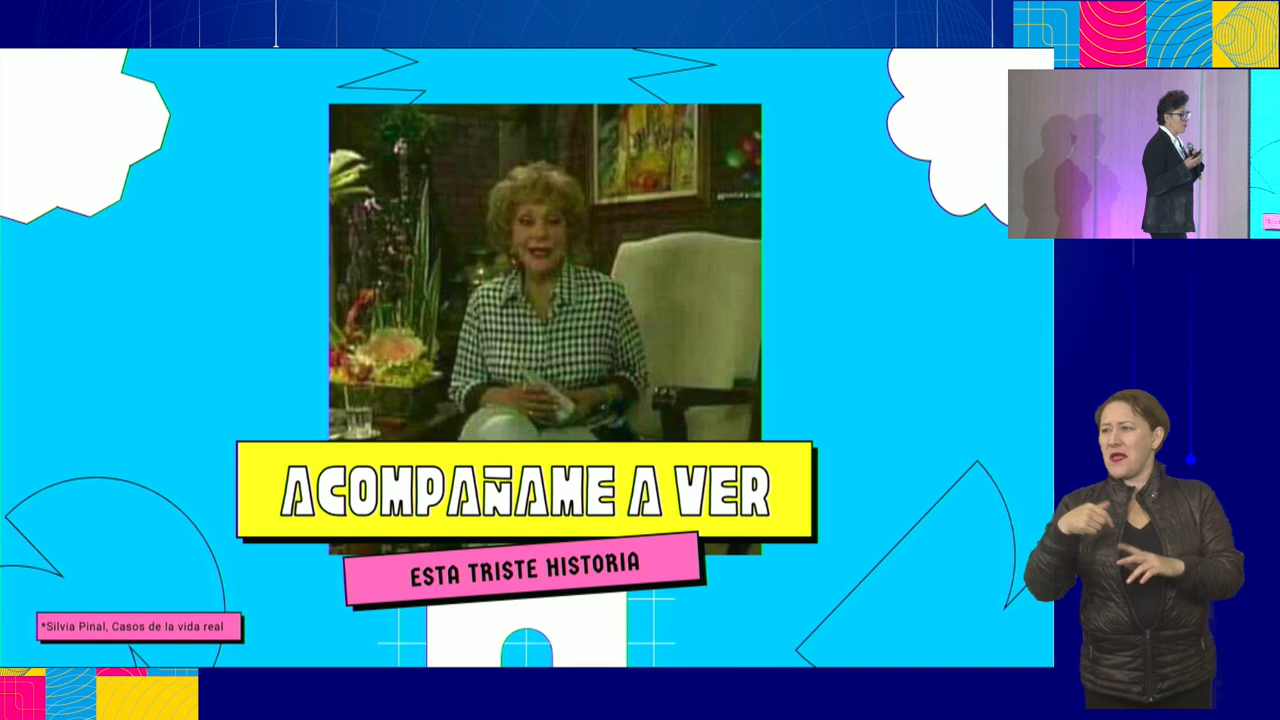 ACOMPAÑAME A VER
ESTA TRISTE HISTORIA
*Silvia Pinal, Casos de la vida real